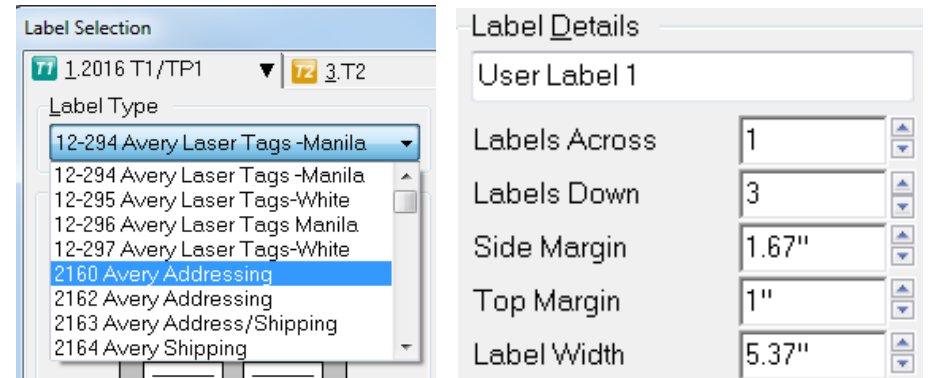 Label Selection
T1 1.2016 T1/TP1 ▼ T2 3.T2
Label Type
12-294 Avery Laser Tags -Manila
12-294 Avery Laser Tags -Manila
12-295 Avery Laser Tags-White
12-296 Avery Laser Tags Manila
12-297 Avery Laser Tags-White
2160 Avery Addressing
2162 Avery Addressing
2163 Avery Address/Shipping
2164 Avery Shipping
Label Details
User Label 1
Labels Across 1
Labels Down 3
Side Margin 1.67"
Top Margin 1"
Label Width 5.37"